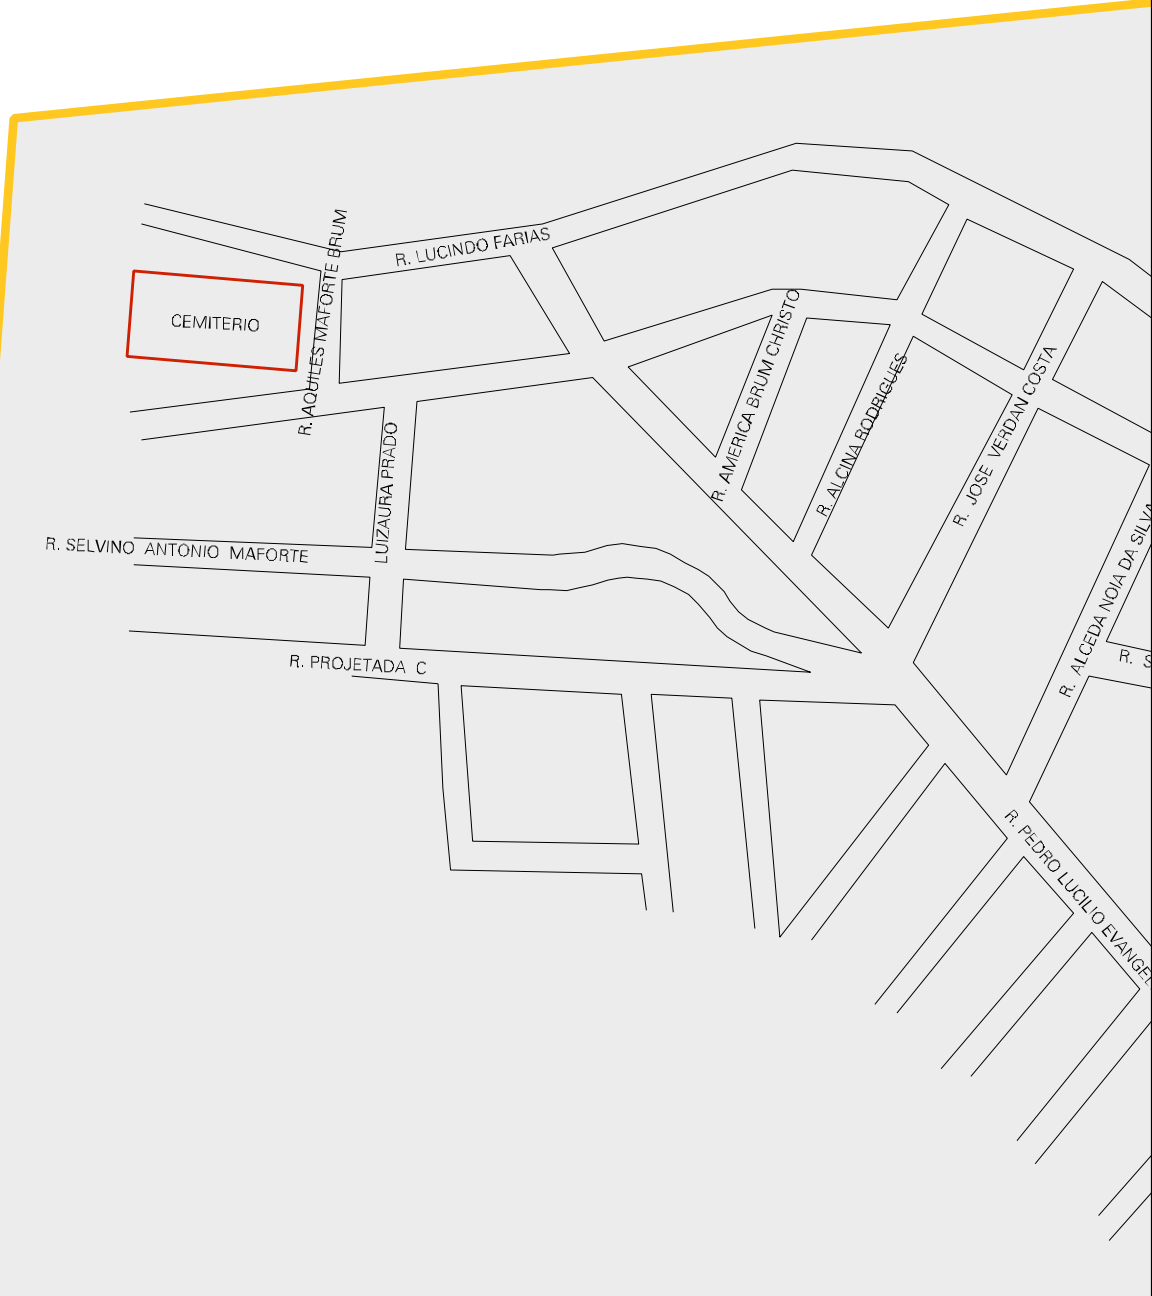 R. LUCINDO FARIAS
R. AQUILES MAFORTE BRUM
CEMITERIO
R. AMERICA BRUM CHRISTO
R. ALCINA RODRIGUES
R. JOSE VERDAN COSTA
LUIZAURA PRADO
R. ALCEDA NOIA DA SILVA
R. SELVINO ANTONIO MAFORTE
R. S
R. PROJETADA C
R. PEDRO LUCILIO EVANGEL